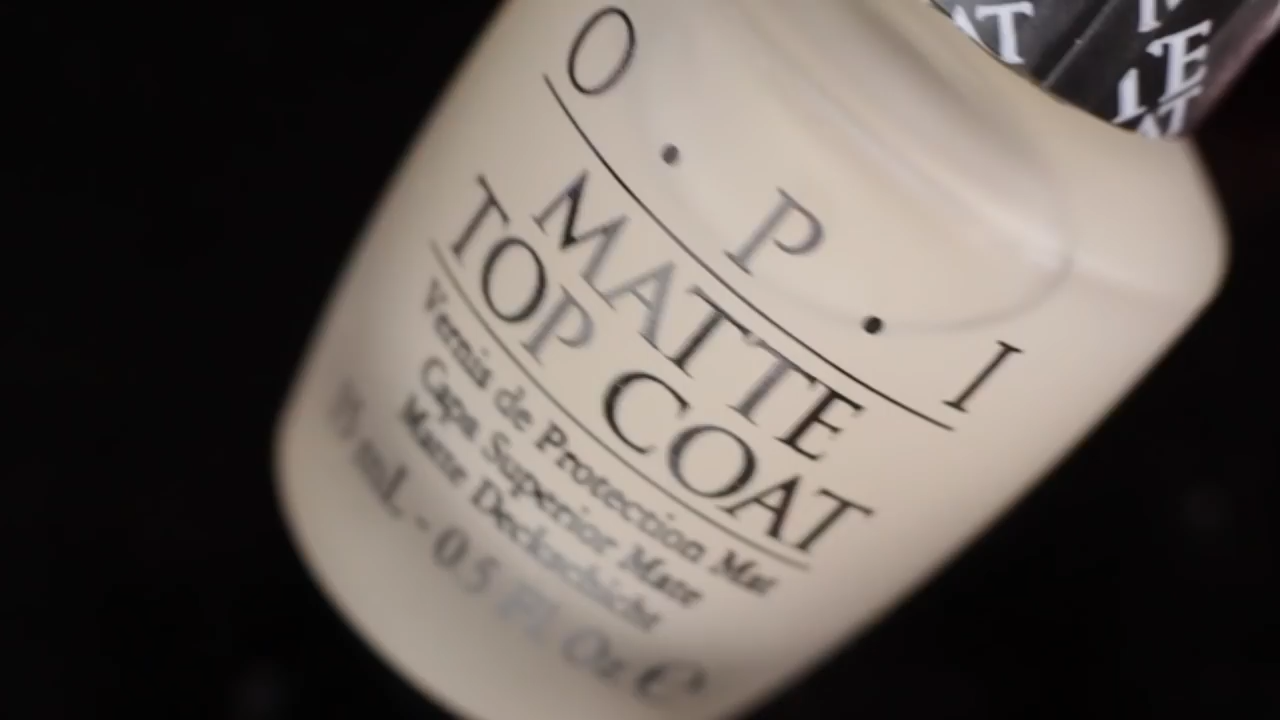 O.P.I
MATTE
TOP COAT
Vernis de Protection Mat
Capa Superior Mate
Matte Deckschicht
15 mL - 0.5 Fl Oz e